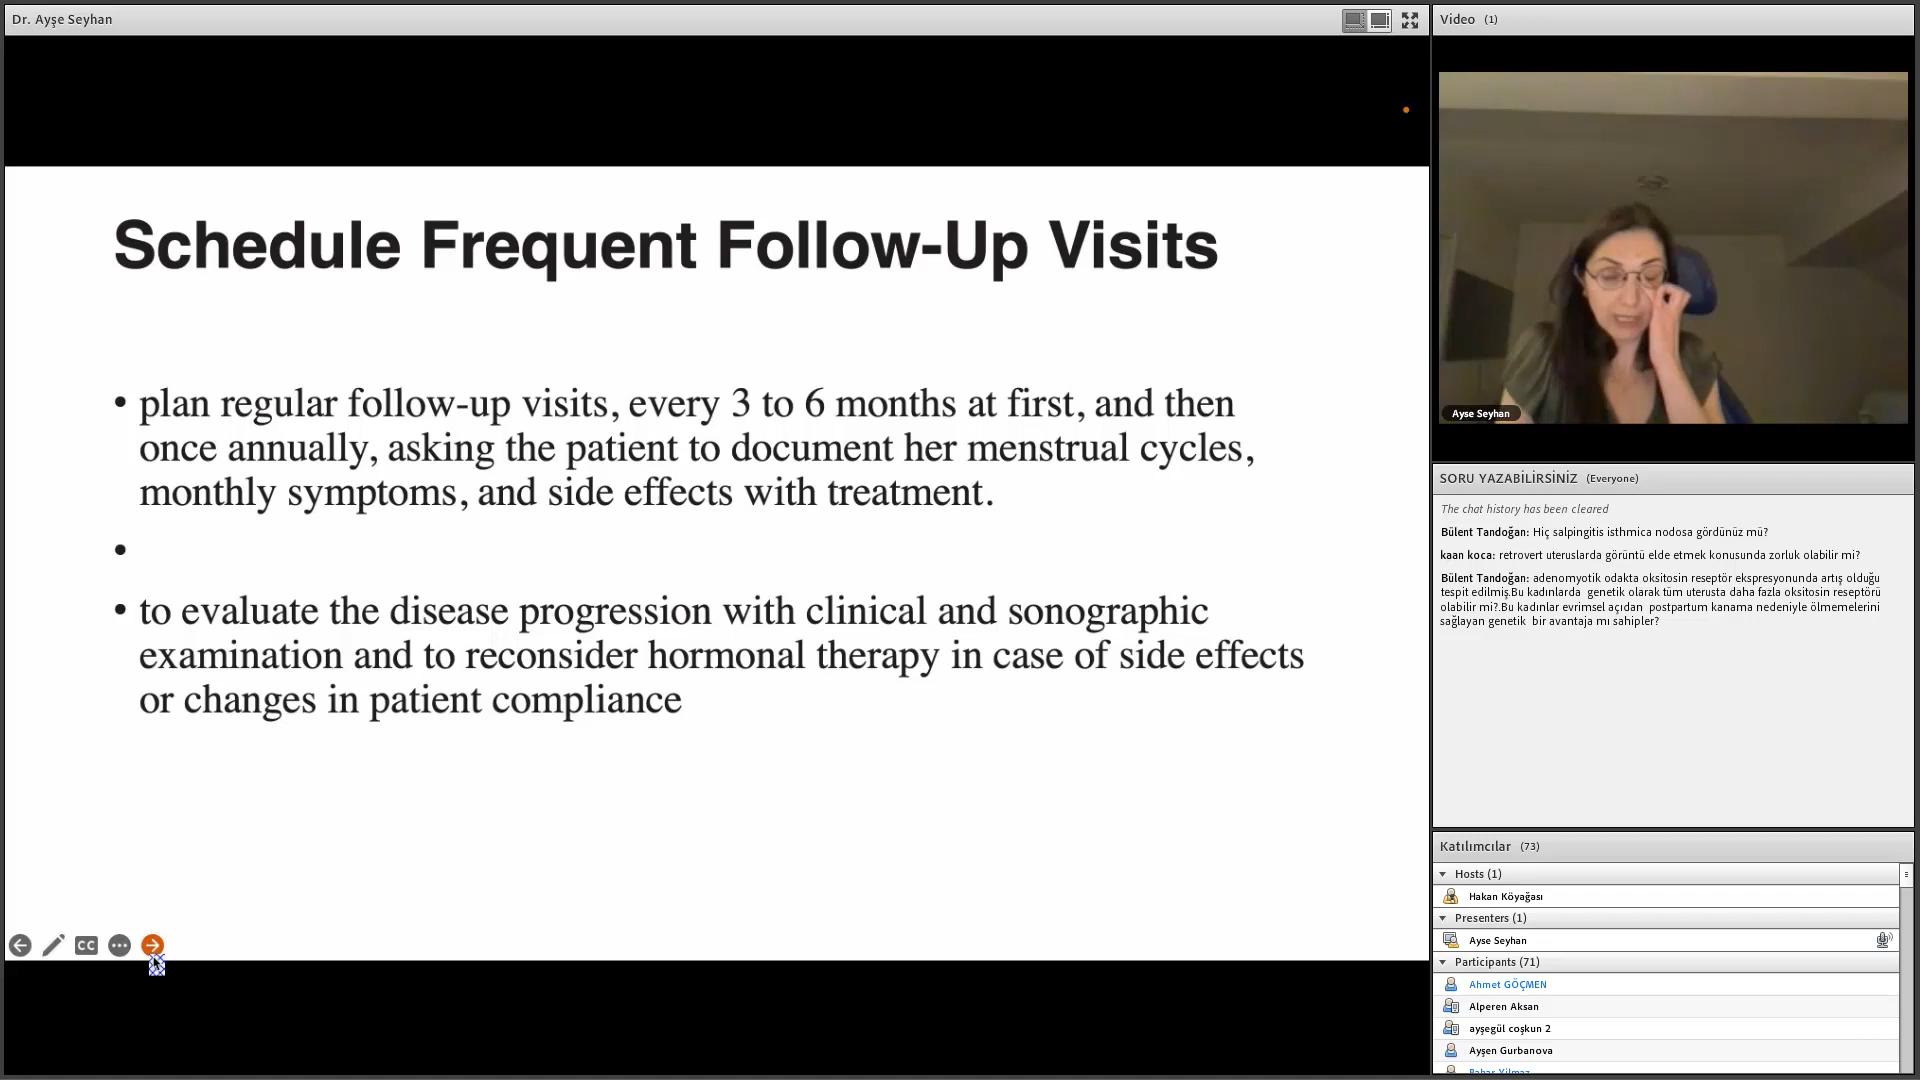 Dr. Ayşe Seyhan
Schedule Frequent Follow-Up Visits
• plan regular follow-up visits, every 3 to 6 months at first, and then
once annually, asking the patient to document her menstrual cycles,
monthly symptoms, and side effects with treatment.
•
• to evaluate the disease progression with clinical and sonographic
examination and to reconsider hormonal therapy in case of side effects
or changes in patient compliance
CC
Video (1)
Ayse Seyhan
SORU YAZABİLİRSİNİZ (Everyone)
The chat history has been cleared
Bülent Tandoğan: Hiç salpingitis isthmica nodosa gördünüz mü?
kaan koca: retrovert uteruslarda görüntü elde etmek konusunda zorluk olabilir mi?
Bülent Tandoğan: adenomyotik odakta oksitosin reseptör ekspresyonunda artış olduğu
tespit edilmiş.Bu kadınlarda genetik olarak tüm uterusta daha fazla oksitosin reseptörü
olabilir mi?.Bu kadınlar evrimsel açıdan postpartum kanama nedeniyle ölmemelerini
sağlayan genetik bir avantaja mı sahipler?
Katılımcılar (73)
Hosts (1)
Hakan Köyağası
Presenters (1)
Ayse Seyhan
Participants (71)
Ahmet GÖÇMEN
Alperen Aksan
ayşegül coşkun 2
Ayşen Gurbanova